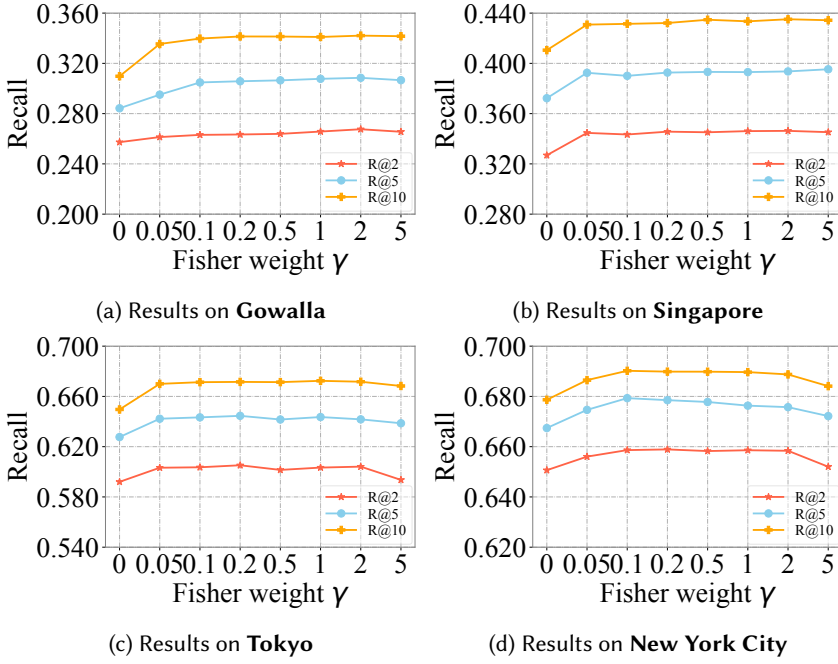 0.360
0.320
0.280
0.240
0.200
Recall
R@2
R@5
R@10
0 0.05 0.1 0.2 0.5 1 2 5
Fisher weight γ
(a) Results on Gowalla
0.440
0.400
0.360
0.320
0.280
Recall
R@2
R@5
R@10
0 0.05 0.1 0.2 0.5 1 2 5
Fisher weight γ
(b) Results on Singapore
0.700
0.660
0.620
0.580
0.540
Recall
R@2
R@5
R@10
0 0.05 0.1 0.2 0.5 1 2 5
Fisher weight γ
(c) Results on Tokyo
0.700
0.680
0.660
0.640
0.620
Recall
R@2
R@5
R@10
0 0.05 0.1 0.2 0.5 1 2 5
Fisher weight γ
(d) Results on New York City